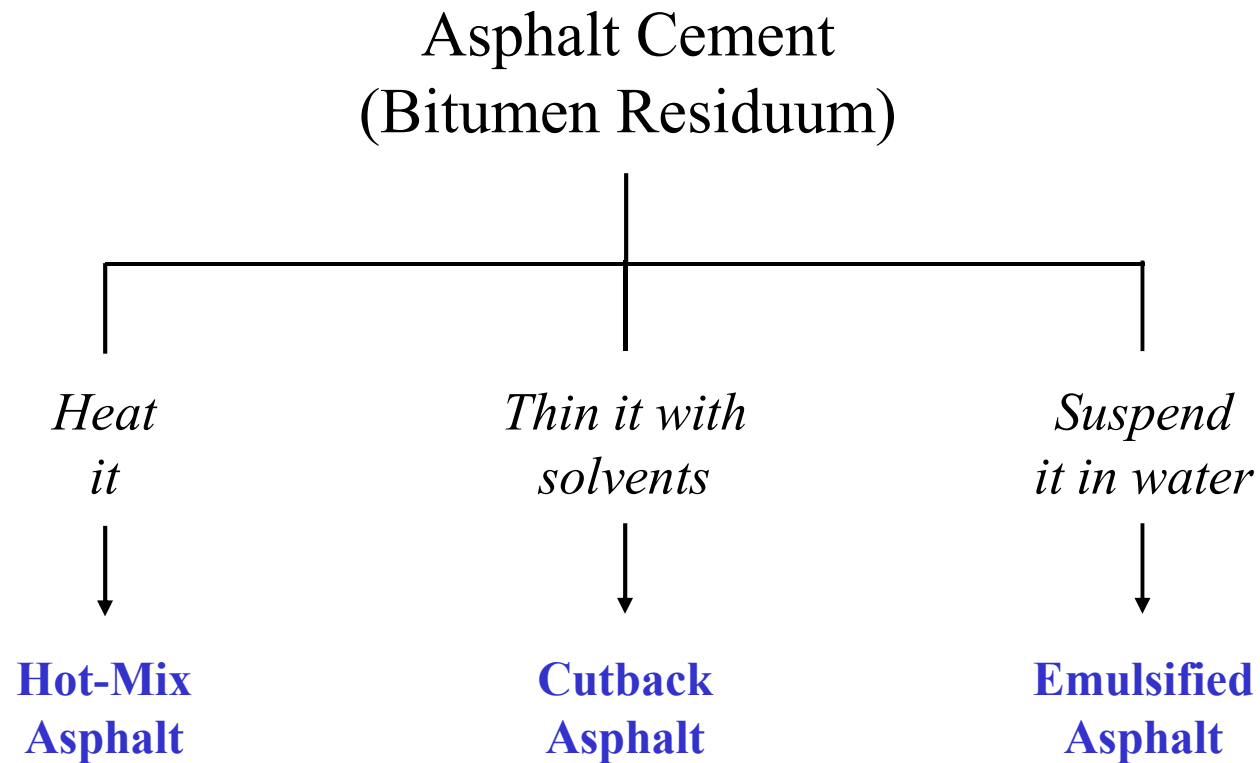 Asphalt Cement
(Bitumen Residuum)
Heat
it
Thin it with
solvents
Suspend
it in water
Hot-Mix
Asphalt
Cutback
Asphalt
Emulsified
Asphalt